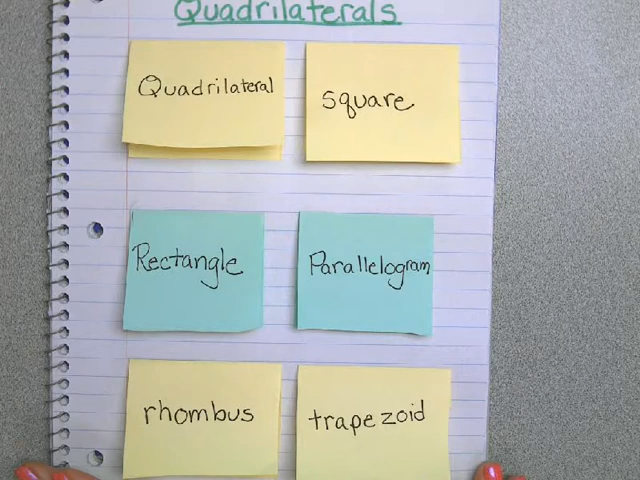 Quadrilaterals
Quadrilateral
square
Rectangle
Parallelogram
rhombus
trapezoid